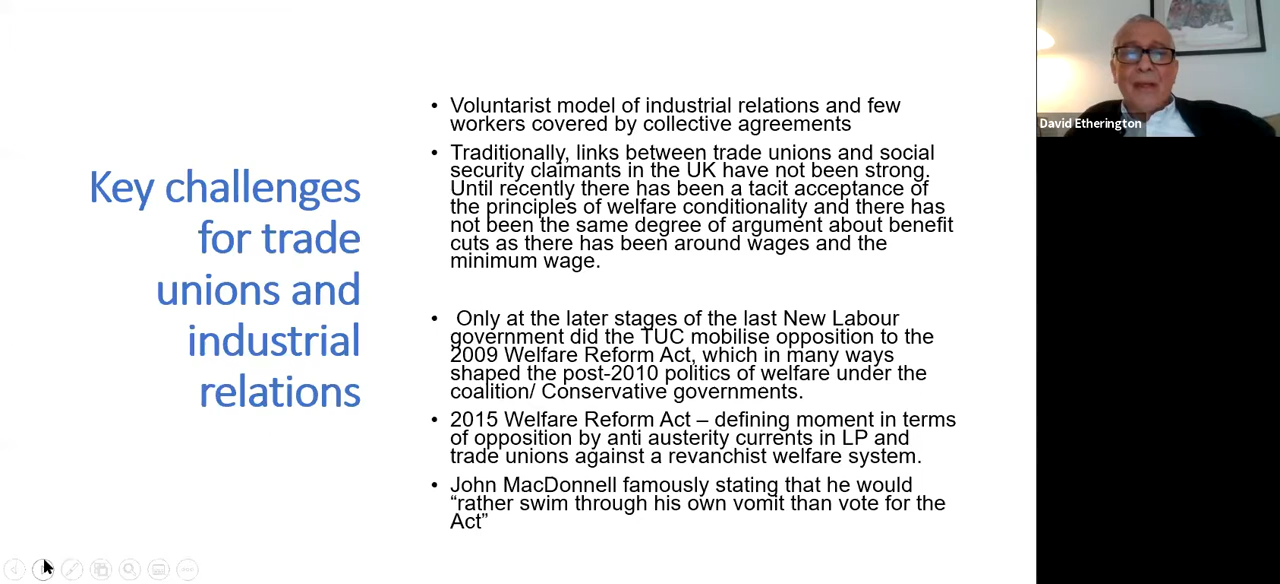 Key challenges
for trade
unions and
industrial
relations
• Voluntarist model of industrial relations and few
workers covered by collective agreements
• Traditionally, links between trade unions and social
security claimants in the UK have not been strong.
Until recently there has been a tacit acceptance of
the principles of welfare conditionality and there has
not been the same degree of argument about benefit
cuts as there has been around wages and the
minimum wage.
• Only at the later stages of the last New Labour
government did the TUC mobilise opposition to the
2009 Welfare Reform Act, which in many ways
shaped the post-2010 politics of welfare under the
coalition/ Conservative governments.
• 2015 Welfare Reform Act – defining moment in terms
of opposition by anti austerity currents in LP and
trade unions against a revanchist welfare system.
• John MacDonnell famously stating that he would
“rather swim through his own vomit than vote for the
Act”
David Etherington